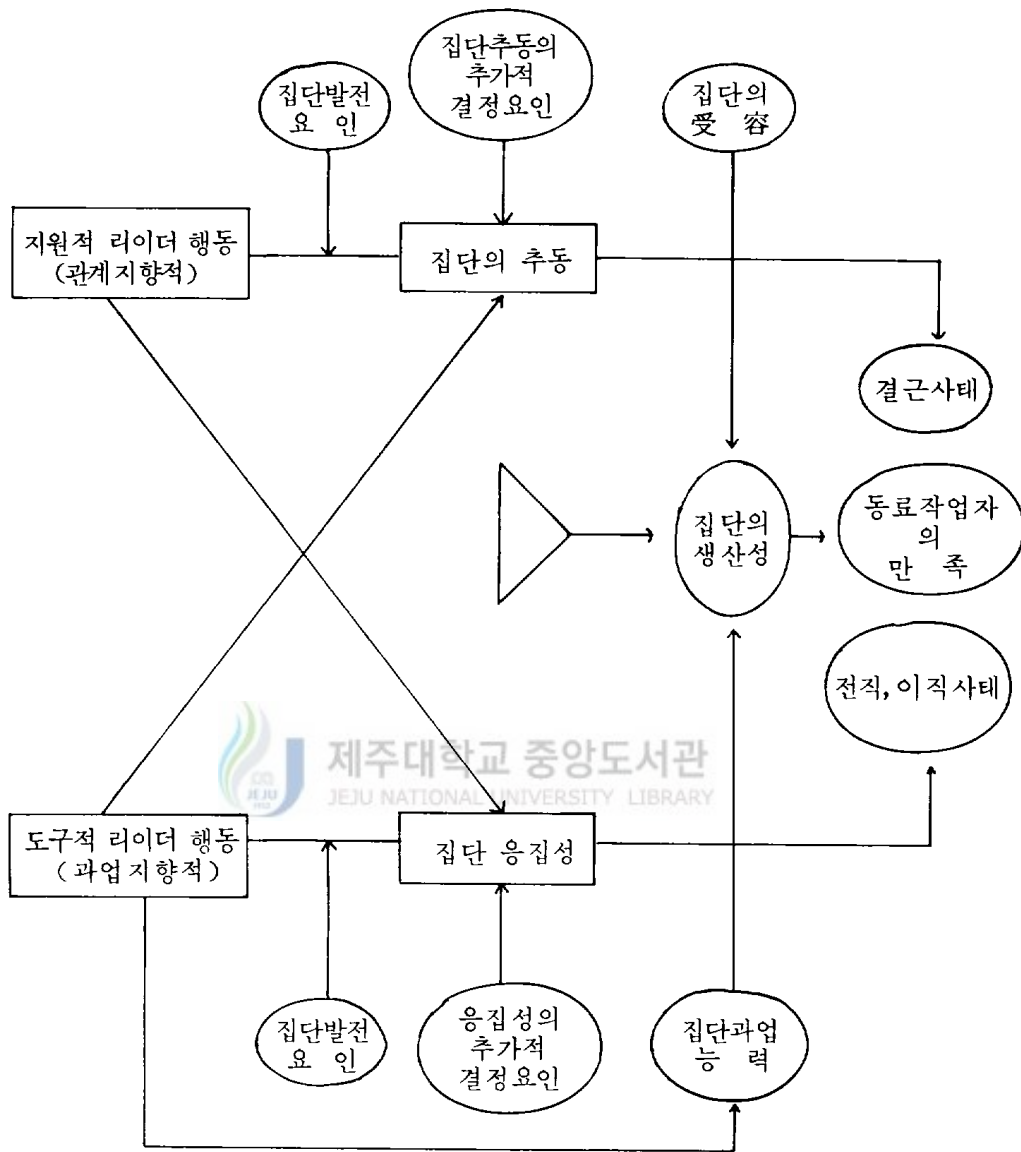 집단발전
요 인
집단추동의
추가적
결정요인
집단의
受 容
지원적 리이더 행동
(관계지향적)
집단의 추동
결근사태
집단의
생산성
동료작업자
의
만 족
전직, 이직사태
제주대학교 중앙도서관
JEJU NATIONAL UNIVERSITY LIBRARY
도구적 리이더 행동
(과업지향적)
집단 응집성
집단발전
요 인
응집성의
추가적
결정요인
집단과업
능 력